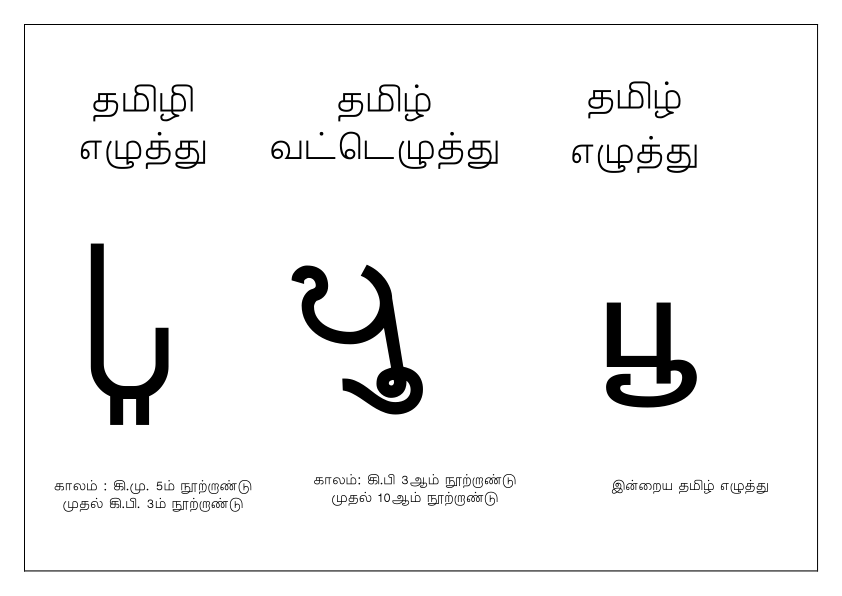 தமிழி
எழுத்து
தமிழ்
வட்டெழுத்து
தமிழ்
எழுத்து
பூ
காலம் : கி.மு. 5ம் நூற்றாண்டு
முதல் கி.பி. 3ம் நூற்றாண்டு
காலம்: கி.பி 3ஆம் நூற்றாண்டு
முதல் 10ஆம் நூற்றாண்டு
இன்றைய தமிழ் எழுத்து